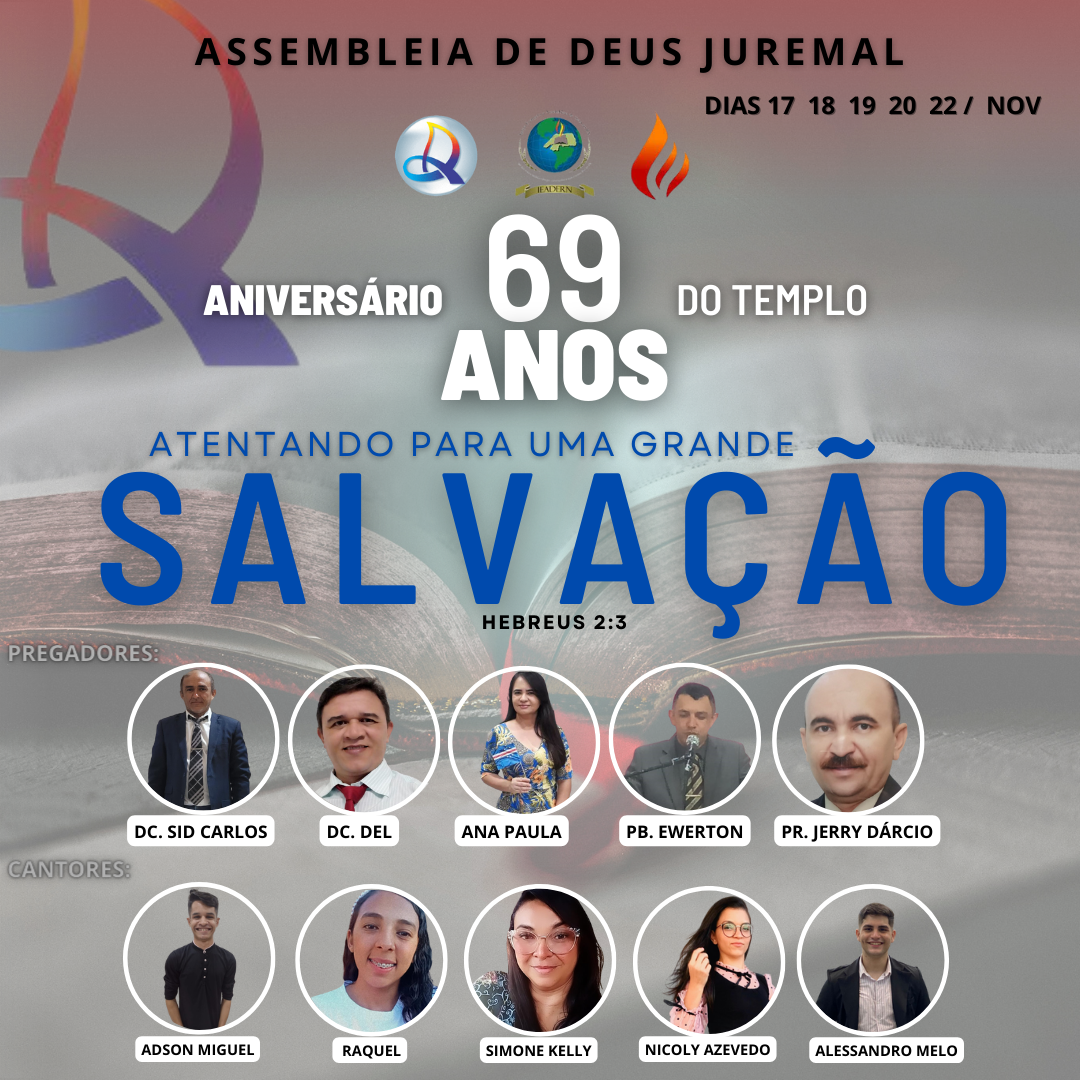 ASSEMBLEIA DE DEUS JUREMAL
DIAS 17 18 19 20 22 / NOV
IEADERN
69
ANIVERSÁRIO DO TEMPLO
ANOS
ATENTANDO PARA UMA GRANDE
SALVAÇÃO
HEBREUS 2:3
PREGADORES:
DC. SID CARLOS DC. DEL ANA PAULA PB. EWERTON PR. JERRY DÁRCIO
CANTORES:
ADSON MIGUEL RAQUEL SIMONE KELLY NICOLY AZEVEDO ALESSANDRO MELO